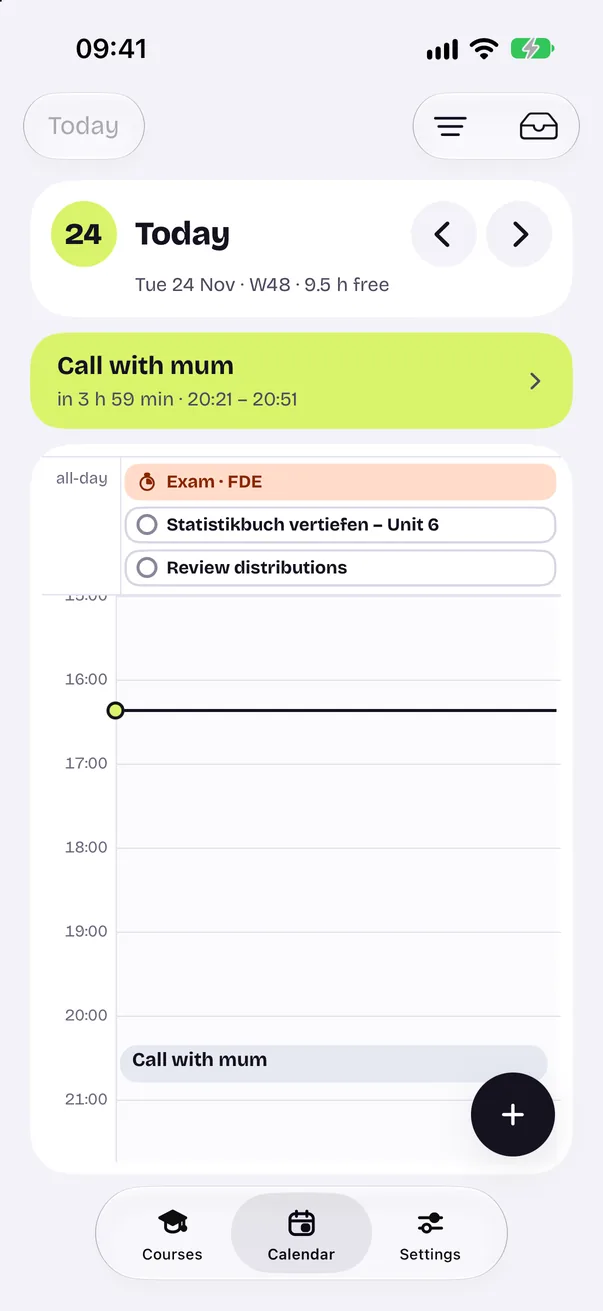 09:41
Today
24 Today
Tue 24 Nov · W48 · 9.5 h free
Call with mum
in 3 h 59 min · 20:21 – 20:51
all-day
Exam · FDE
Statistikbuch vertiefen – Unit 6
Review distributions
15:00
16:00
17:00
18:00
19:00
20:00
Call with mum
21:00
Courses Calendar Settings